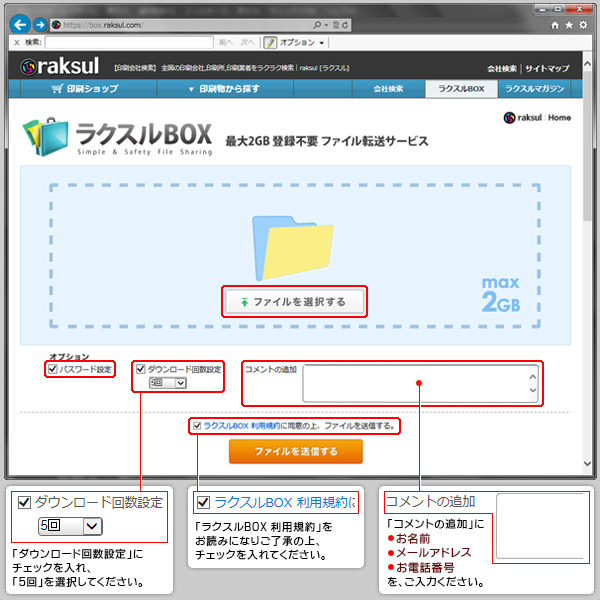 https://box.raksul.com/
× 検索: 前へ 次へ オプション
raksul 【印刷会社検索】 全国の印刷会社,印刷所,印刷業者をラクラク検索 | raksul [ラクスル] 会社検索 | サイトマップ
印刷ショップ ▼ 印刷物から探す 会社検索 ラクスルBOX ラクスルマガジン
raksul Home
ラクスルBOX 最大2GB 登録不要 ファイル転送サービス
Simple & Safety File Sharing
ファイルを選択する
max
2GB
オプション
パスワード設定 ダウンロード回数設定 コメントの追加
5回
ラクスルBOX 利用規約に同意の上、ファイルを送信する。
ファイルを送信する
ダウンロード回数設定
5回
「ダウンロード回数設定」に
チェックを入れ、
「5回」を選択してください。
ラクスルBOX 利用規約に
「ラクスルBOX 利用規約」を
お読みになりご了承の上、
チェックを入れてください。
コメントの追加
「コメントの追加」に
●お名前
●メールアドレス
●お電話番号
を、ご入力ください。